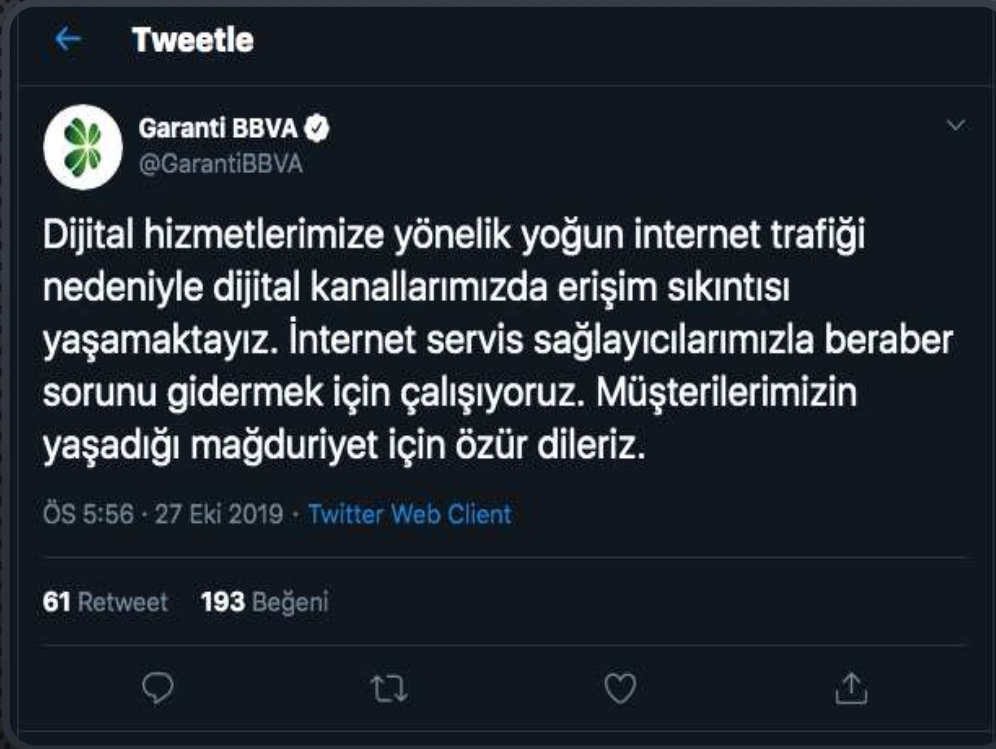 Tweetle
Garanti BBVA
@GarantiBBVA
Dijital hizmetlerimize yönelik yoğun internet trafiği
nedeniyle dijital kanallarımızda erişim sıkıntısı
yaşamaktayız. İnternet servis sağlayıcılarımızla beraber
sorunu gidermek için çalışıyoruz. Müşterilerimizin
yaşadığı mağduriyet için özür dileriz.
ÖS 5:56 · 27 Eki 2019 · Twitter Web Client
61 Retweet 193 Beğeni